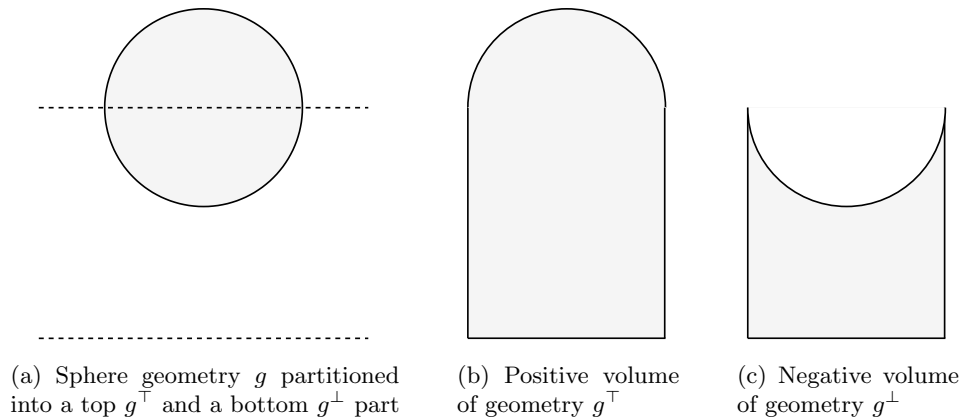 (a) Sphere geometry g partitioned
into a top g⊤ and a bottom g⊥ part
(b) Positive volume
of geometry g⊤
(c) Negative volume
of geometry g⊥